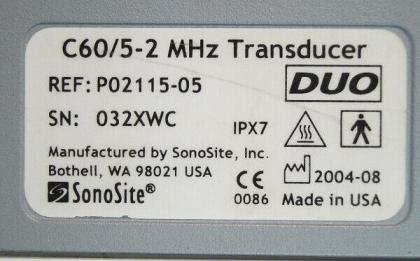 C60/5-2 MHz Transducer
REF: P02115-05
DUO
SN: 032XWC
IPX7
Manufactured by SonoSite, Inc.
Bothell, WA 98021 USA
CE
2004-08
SonoSite®
0086
Made in USA